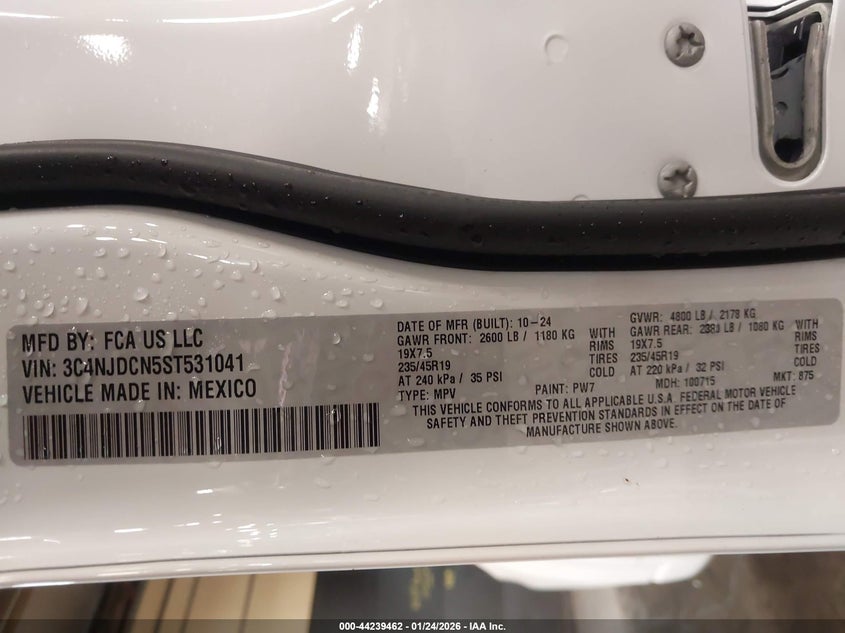 MFD BY: FCA US LLC
VIN: 3C4NJDCN5ST531041
VEHICLE MADE IN: MEXICO
DATE OF MFR (BUILT): 10-24
GAWR FRONT: 2600 LB / 1180 KG WITH
19X7.5 RIMS
235/45R19 TIRES
AT 240 kPa / 35 PSI COLD
TYPE: MPV
PAINT: PW7
GVWR: 4800 LB / 2178 KG
GAWR REAR: LB / 1080 KG WITH
19X7.5 RIMS
235/45R19 TIRES
AT 220 kPa / 32 PSI COLD
MDH: 100715
MKT: 875
THIS VEHICLE CONFORMS TO ALL APPLICABLE U.S.A. FEDERAL MOTOR VEHICLE
SAFETY AND THEFT PREVENTION STANDARDS IN EFFECT ON THE DATE OF
MANUFACTURE SHOWN ABOVE.
000-44239462 - 01/24/2026 - IAA Inc.